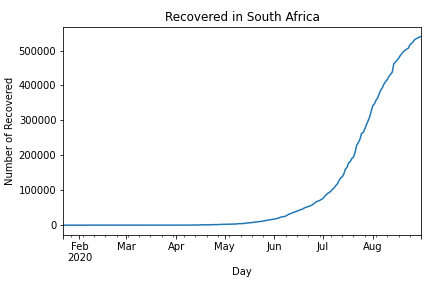 Recovered in South Africa
Number of Recovered
500000
400000
300000
200000
100000
0
Feb Mar Apr May Jun Jul Aug
2020
Day